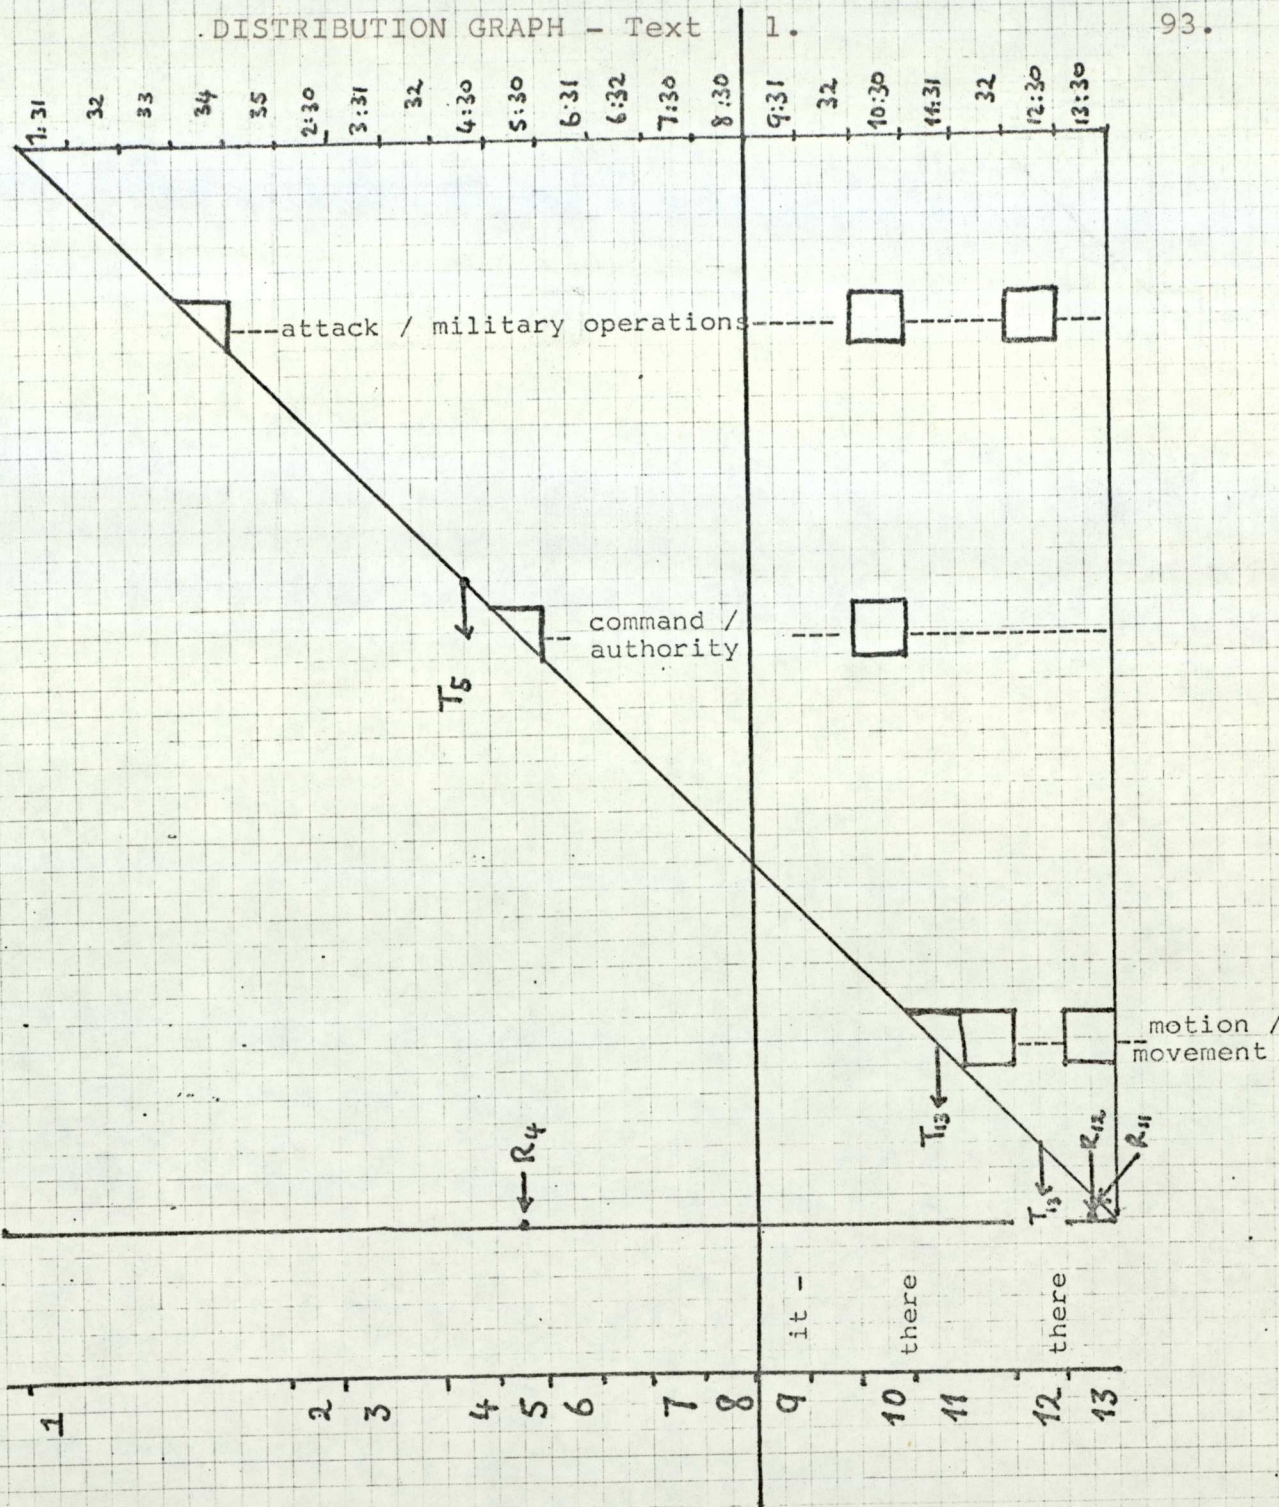 DISTRIBUTION GRAPH - Text 1. 93.
1:31 32 33 34 35 2:30 3:31 32 4:30 5:30 6:31 6:32 7:30 8:30 9:31 32 10:30 11:31 32 12:30 13:30
---attack / military operations
T5
command /
authority
motion /
movement
T13
R12
R11
R4
T13
it -
there
there
1 2 3 4 5 6 7 8 9 10 11 12 13